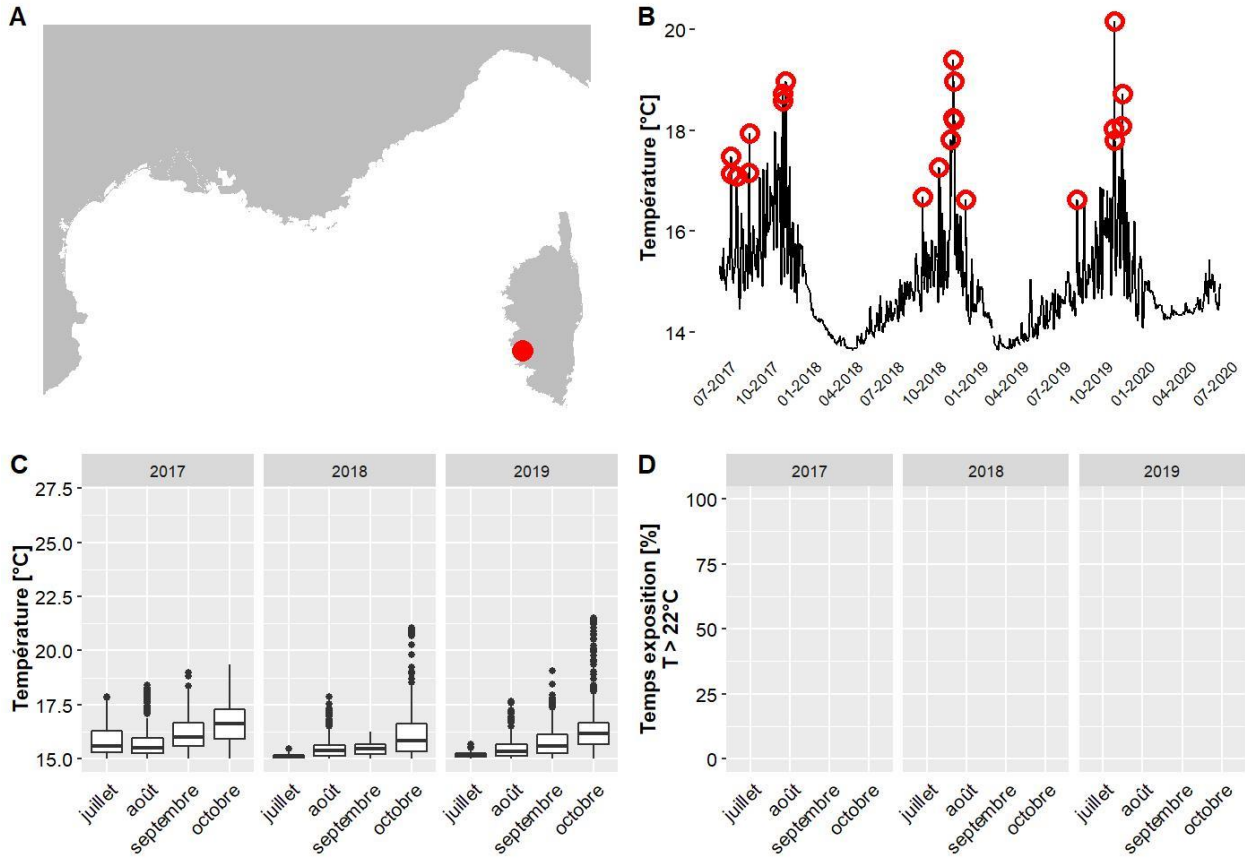 A
B
Température [°C]
20
18
16
14
07-2017
10-2017
01-2018
04-2018
07-2018
10-2018
01-2019
04-2019
07-2019
10-2019
01-2020
04-2020
07-2020
C
2017
2018
2019
Température [°C]
27.5
25.0
22.5
20.0
17.5
15.0
juillet
août
septembre
octobre
juillet
août
septembre
octobre
juillet
août
septembre
octobre
D
2017
2018
2019
Temps exposition [%]
T > 22°C
100
75
50
25
0
juillet
août
septembre
octobre
juillet
août
septembre
octobre
juillet
août
septembre
octobre